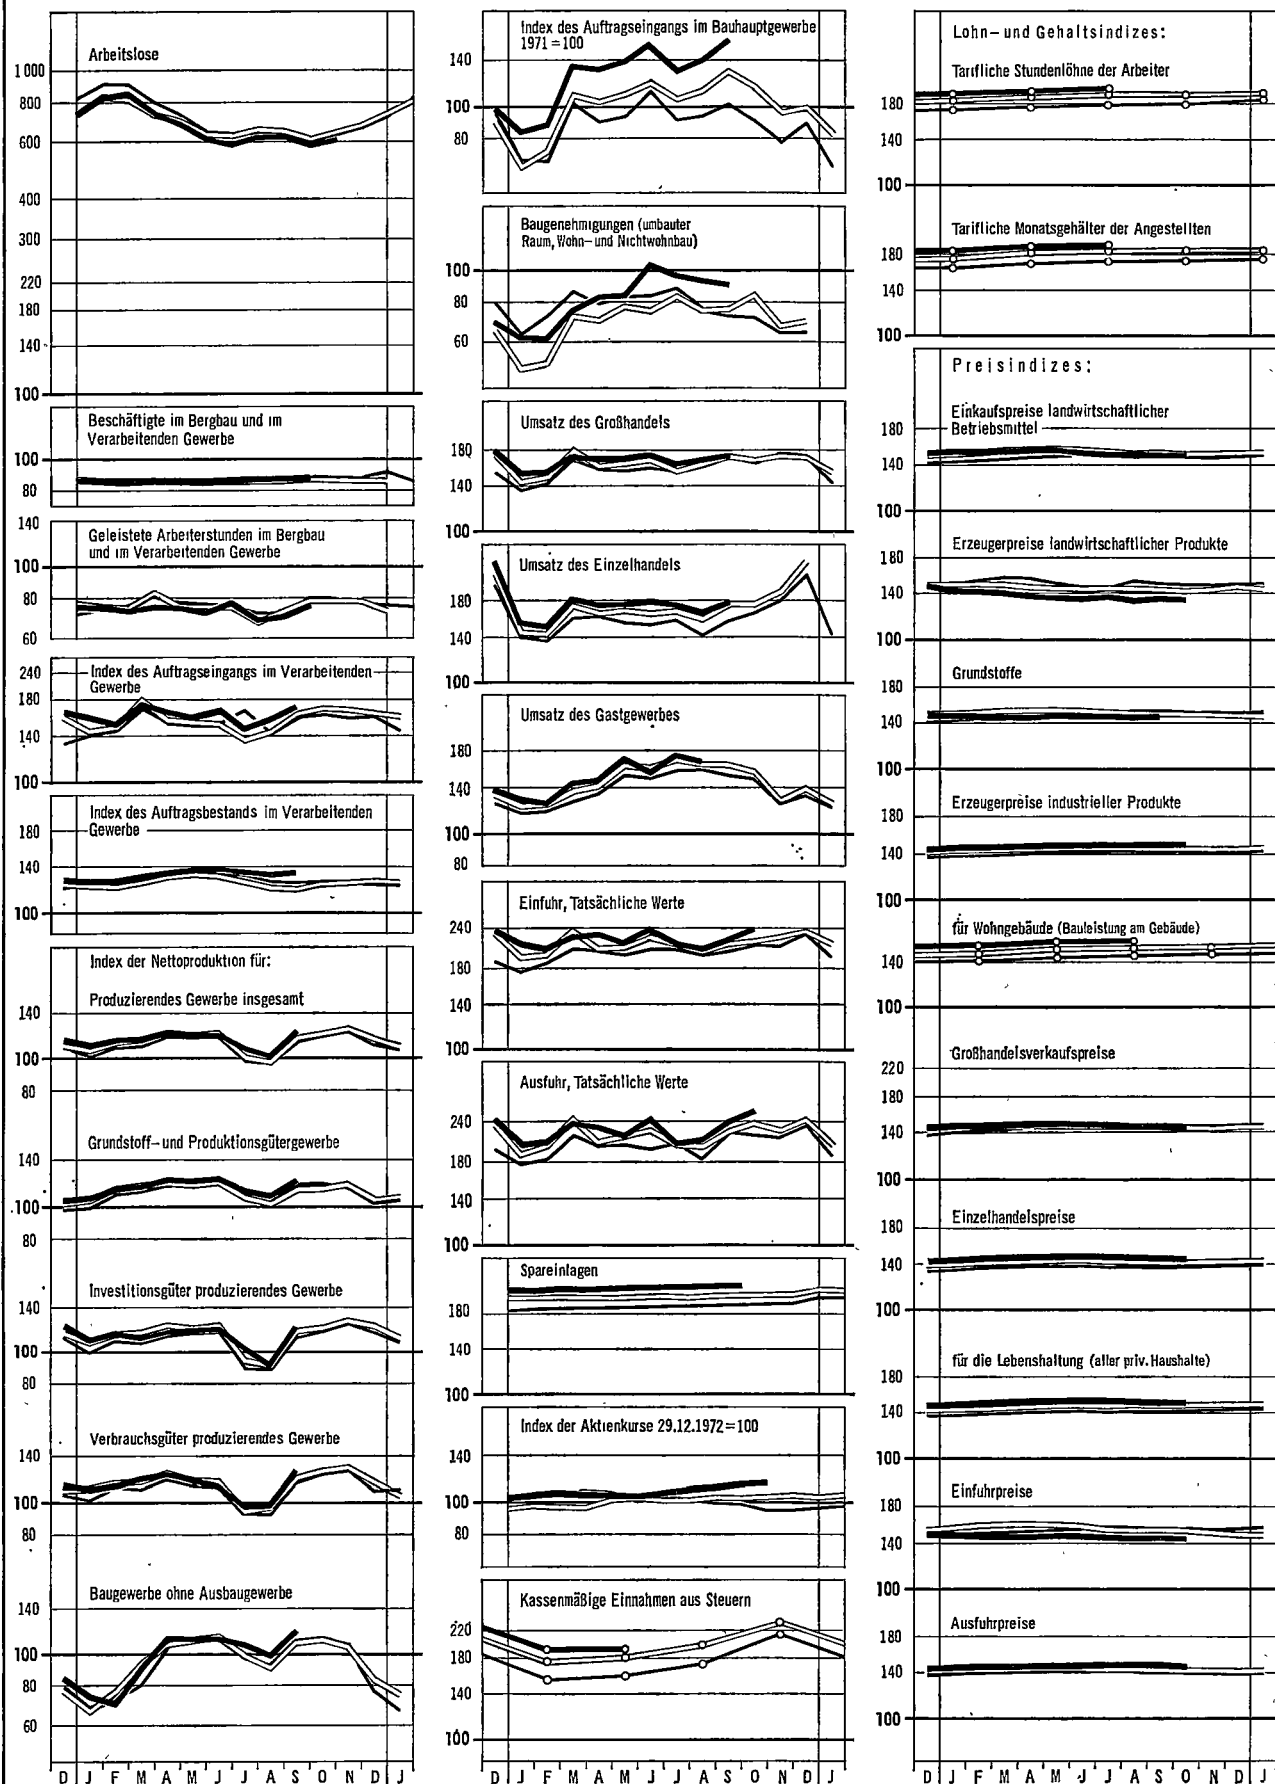 Arbeitslose
1 000
800
600
400
300
220
180
140
100
Beschäftigte im Bergbau und im
Verarbeitenden Gewerbe
100
80
140
Geleistete Arbeiterstunden im Bergbau
und im Verarbeitenden Gewerbe
100
80
60
240
Index des Auftragseingangs im Verarbeitenden
Gewerbe
180
140
100
Index des Auftragsbestands im Verarbeitenden
Gewerbe
180
140
100
Index der Nettoproduktion für:
Produzierendes Gewerbe insgesamt
140
100
80
Grundstoff- und Produktionsgütergewerbe
140
100
80
Investitionsgüter produzierendes Gewerbe
140
100
80
Verbrauchsgüter produzierendes Gewerbe
140
100
80
Baugewerbe ohne Ausbaugewerbe
140
100
80
60
D J F M A M J J A S O N D J
Index des Auftragseingangs im Bauhauptgewerbe
1971=100
140
100
80
Baugenehmigungen (umbauter
Raum, Wohn- und Nichtwohnbau)
100
80
60
Umsatz des Großhandels
180
140
100
Umsatz des Einzelhandels
180
140
100
Umsatz des Gastgewerbes
180
140
100
80
Einfuhr, Tatsächliche Werte
240
180
140
100
Ausfuhr, Tatsächliche Werte
240
180
140
100
Spareinlagen
180
140
100
Index der Aktienkurse 29.12.1972=100
140
100
80
Kassenmäßige Einnahmen aus Steuern
220
180
140
100
D J F M A M J J A S O N D J
Lohn- und Gehaltsindizes:
Tarifliche Stundenlöhne der Arbeiter
180
140
100
Tarifliche Monatsgehälter der Angestellten
180
140
100
Preisindizes:
Einkaufspreise landwirtschaftlicher
Betriebsmittel
180
140
100
Erzeugerpreise landwirtschaftlicher Produkte
180
140
100
Grundstoffe
180
140
100
Erzeugerpreise industrieller Produkte
180
140
100
für Wohngebäude (Bauleistung am Gebäude)
140
100
Großhandelsverkaufspreise
220
180
140
100
Einzelhandelspreise
180
140
100
für die Lebenshaltung (aller priv. Haushalte)
180
140
100
Einfuhrpreise
180
140
100
Ausfuhrpreise
180
140
100
D J F M A M J J A S O N D J